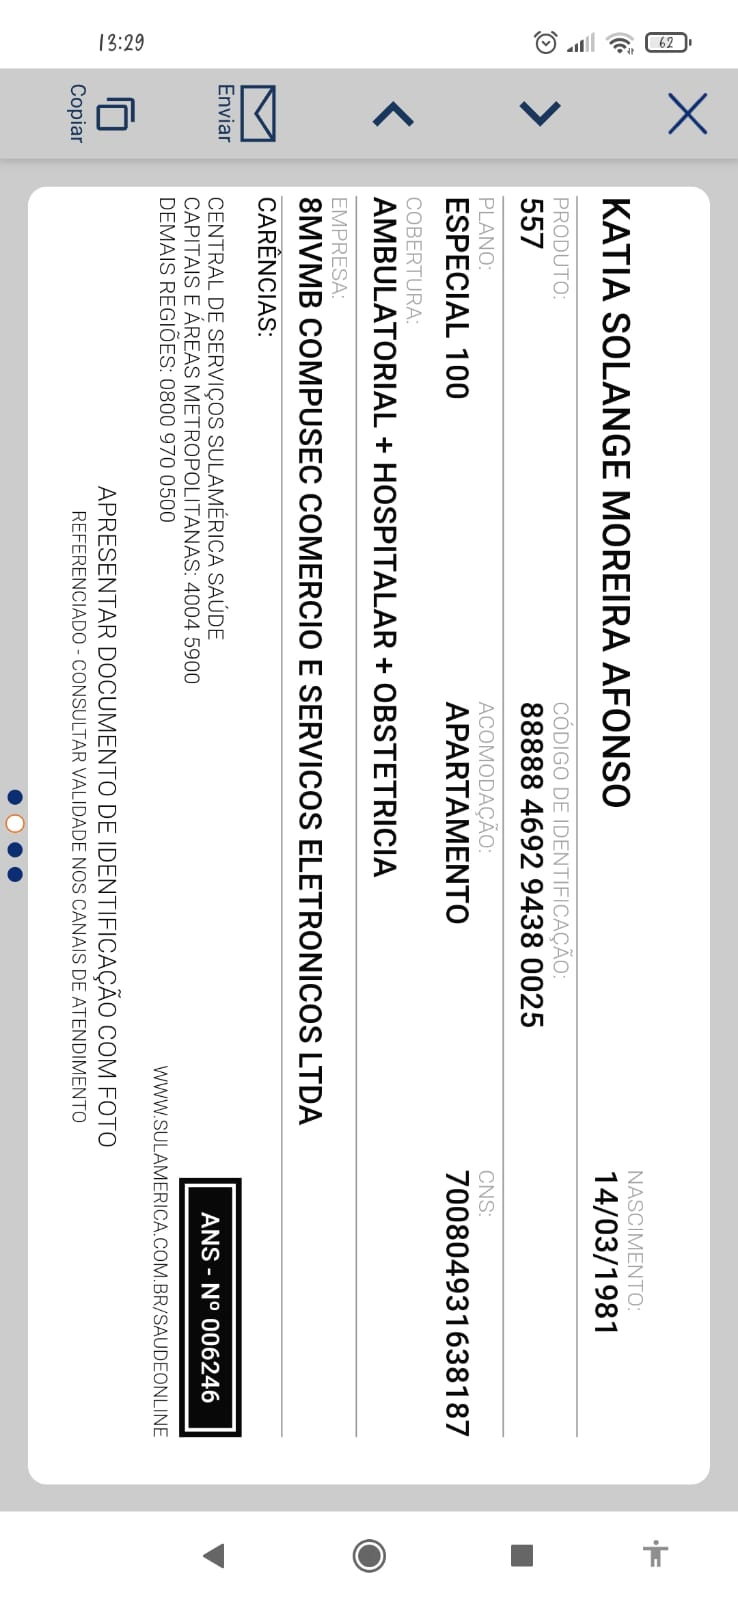 13:29
62
Copiar
Enviar
KATIA SOLANGE MOREIRA AFONSO
NASCIMENTO:
14/03/1981
PRODUTO:
557
CÓDIGO DE IDENTIFICAÇÃO:
88888 4692 9438 0025
PLANO:
ESPECIAL 100
ACOMODAÇÃO:
APARTAMENTO
CNS:
700804931638187
COBERTURA:
AMBULATORIAL + HOSPITALAR + OBSTETRICIA
EMPRESA:
8MVMB COMPUSEC COMERCIO E SERVICOS ELETRONICOS LTDA
CARÊNCIAS:
CENTRAL DE SERVIÇOS SULAMÉRICA SAÚDE
CAPITAIS E ÁREAS METROPOLITANAS: 4004 5900
DEMAIS REGIÕES: 0800 970 0500
ANS - Nº 006246
WWW.SULAMERICA.COM.BR/SAUDEONLINE
APRESENTAR DOCUMENTO DE IDENTIFICAÇÃO COM FOTO
REFERENCIADO - CONSULTAR VALIDADE NOS CANAIS DE ATENDIMENTO